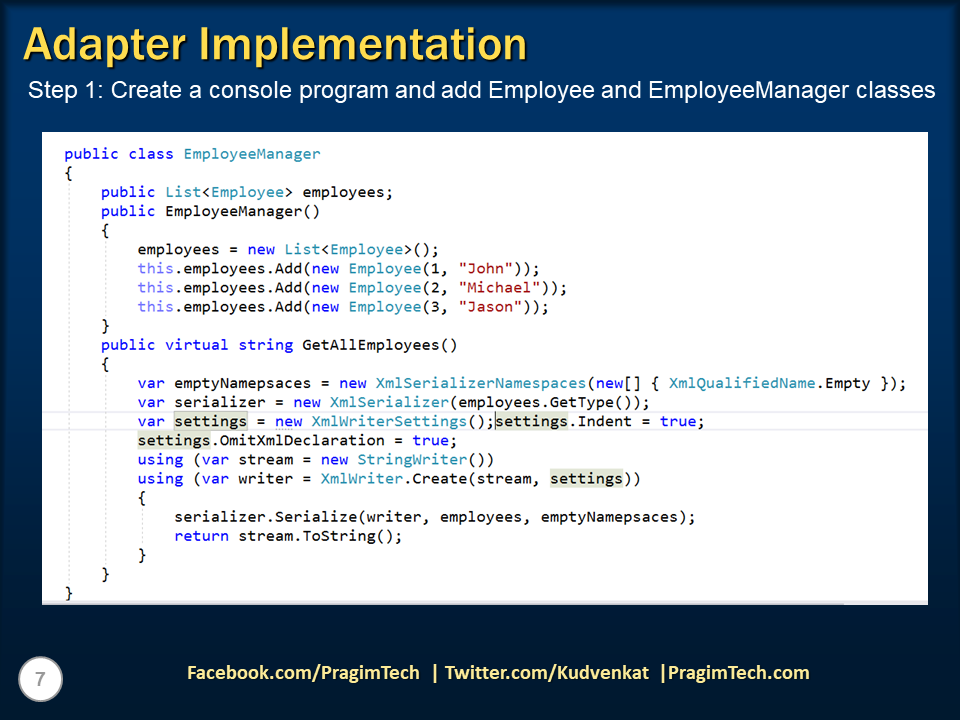 Adapter Implementation
Step 1: Create a console program and add Employee and EmployeeManager classes
public class EmployeeManager
{
public List<Employee> employees;
public EmployeeManager()
{
employees = new List<Employee>();
this.employees.Add(new Employee(1, "John"));
this.employees.Add(new Employee(2, "Michael"));
this.employees.Add(new Employee(3, "Jason"));
}
public virtual string GetAllEmployees()
{
var emptyNamepsaces = new XmlSerializerNamespaces(new[] { XmlQualifiedName.Empty });
var serializer = new XmlSerializer(employees.GetType());
var settings = new XmlWriterSettings();settings.Indent = true;
settings.OmitXmlDeclaration = true;
using (var stream = new StringWriter())
using (var writer = XmlWriter.Create(stream, settings))
{
serializer.Serialize(writer, employees, emptyNamepsaces);
return stream.ToString();
}
}
}
7
Facebook.com/PragimTech | Twitter.com/Kudvenkat |PragimTech.com